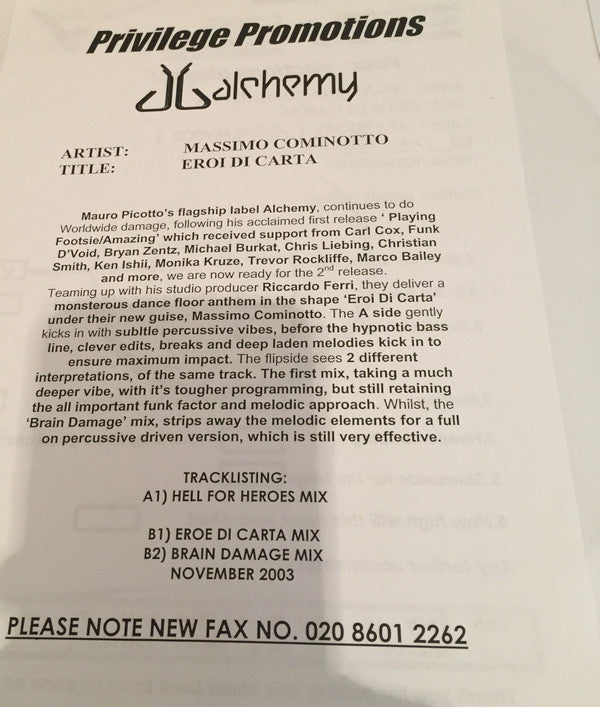 Privilege Promotions
alchemy
ARTIST: MASSIMO COMINOTTO
TITLE: EROI DI CARTA
Mauro Picotto's flagship label Alchemy, continues to do
Worldwide damage, following his acclaimed first release ' Playing
Footsie/Amazing' which received support from Carl Cox, Funk
D'Void, Bryan Zentz, Michael Burkat, Chris Liebing, Christian
Smith, Ken Ishii, Monika Kruze, Trevor Rockliffe, Marco Bailey
and more, we are now ready for the 2nd release.
Teaming up with his studio producer Riccardo Ferri, they deliver a
monsterous dance floor anthem in the shape 'Eroi Di Carta'
under their new guise, Massimo Cominotto. The A side gently
kicks in with subltle percussive vibes, before the hypnotic bass
line, clever edits, breaks and deep laden melodies kick in to
ensure maximum impact. The flipside sees 2 different
interpretations, of the same track. The first mix, taking a much
deeper vibe, with it's tougher programming, but still retaining
the all important funk factor and melodic approach. Whilst, the
'Brain Damage' mix, strips away the melodic elements for a full
on percussive driven version, which is still very effective.
TRACKLISTING:
A1) HELL FOR HEROES MIX
B1) EROE DI CARTA MIX
B2) BRAIN DAMAGE MIX
NOVEMBER 2003
PLEASE NOTE NEW FAX NO. 020 8601 2262